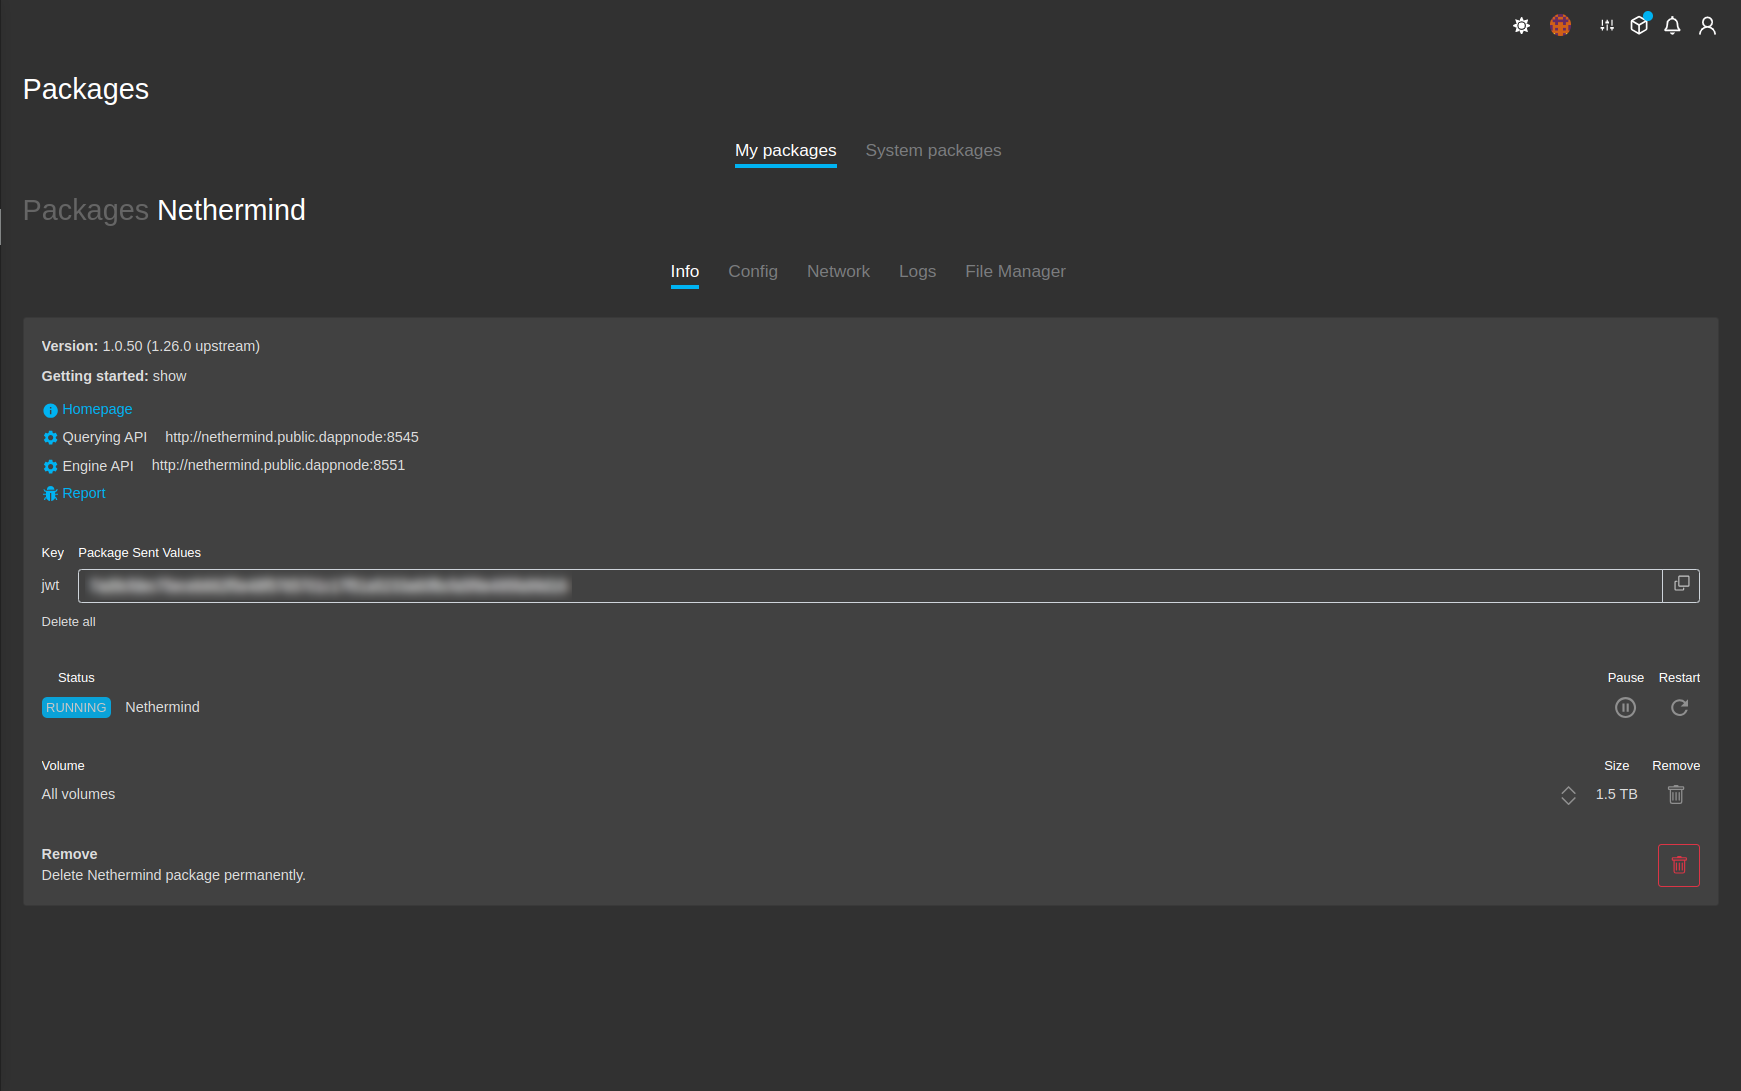 Packages
My packages System packages
Packages Nethermind
Info Config Network Logs File Manager
Version: 1.0.50 (1.26.0 upstream)
Getting started: show
Homepage
Querying API http://nethermind.public.dappnode:8545
Engine API http://nethermind.public.dappnode:8551
Report
Key Package Sent Values
jwt
Delete all
Status Pause Restart
RUNNING Nethermind
Volume Size Remove
All volumes 1.5 TB
Remove
Delete Nethermind package permanently.